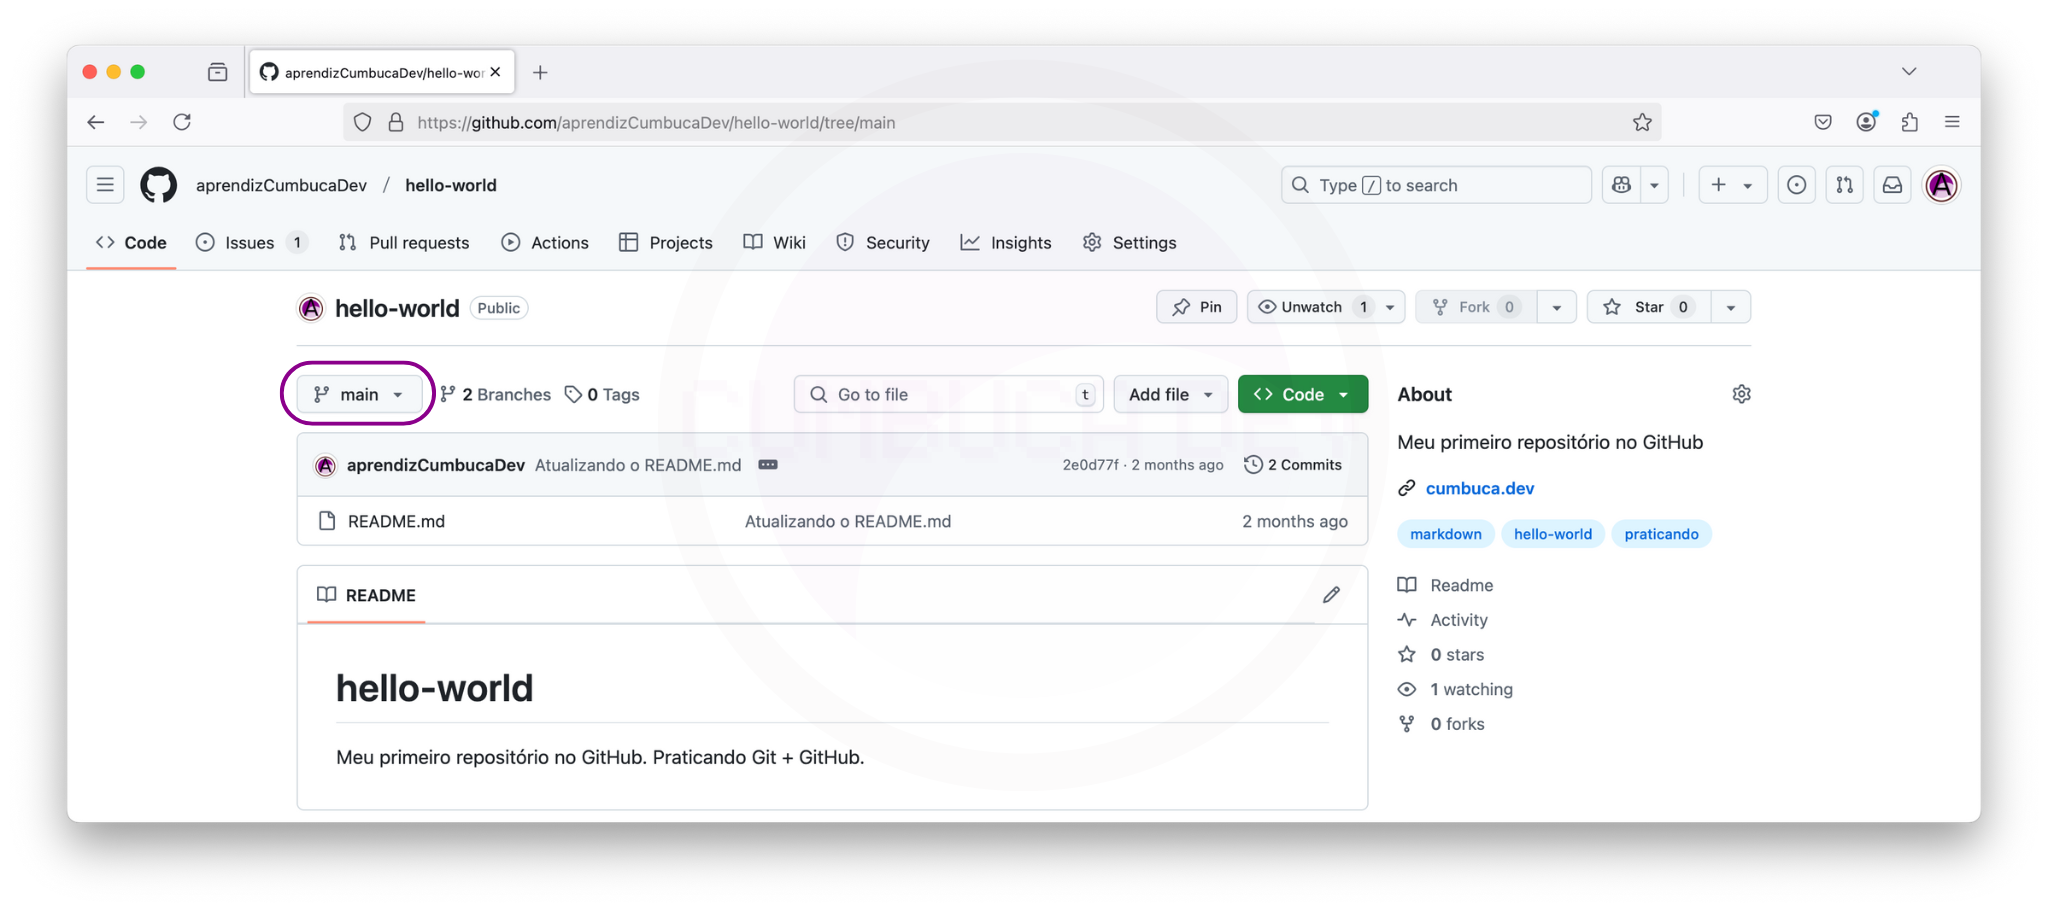 aprendizCumbucaDev/hello-wor
https://github.com/aprendizCumbucaDev/hello-world/tree/main
aprendizCumbucaDev / hello-world
Type / to search
Code Issues 1 Pull requests Actions Projects Wiki Security Insights Settings
hello-world Public
Pin Unwatch 1 Fork 0 Star 0
main 2 Branches 0 Tags Go to file t Add file Code
aprendizCumbucaDev Atualizando o README.md 2e0d77f · 2 months ago 2 Commits
README.md Atualizando o README.md 2 months ago
README
hello-world
Meu primeiro repositório no GitHub. Praticando Git + GitHub.
About
Meu primeiro repositório no GitHub
cumbuca.dev
markdown hello-world praticando
Readme
Activity
0 stars
1 watching
0 forks
CUMBUCA DEV